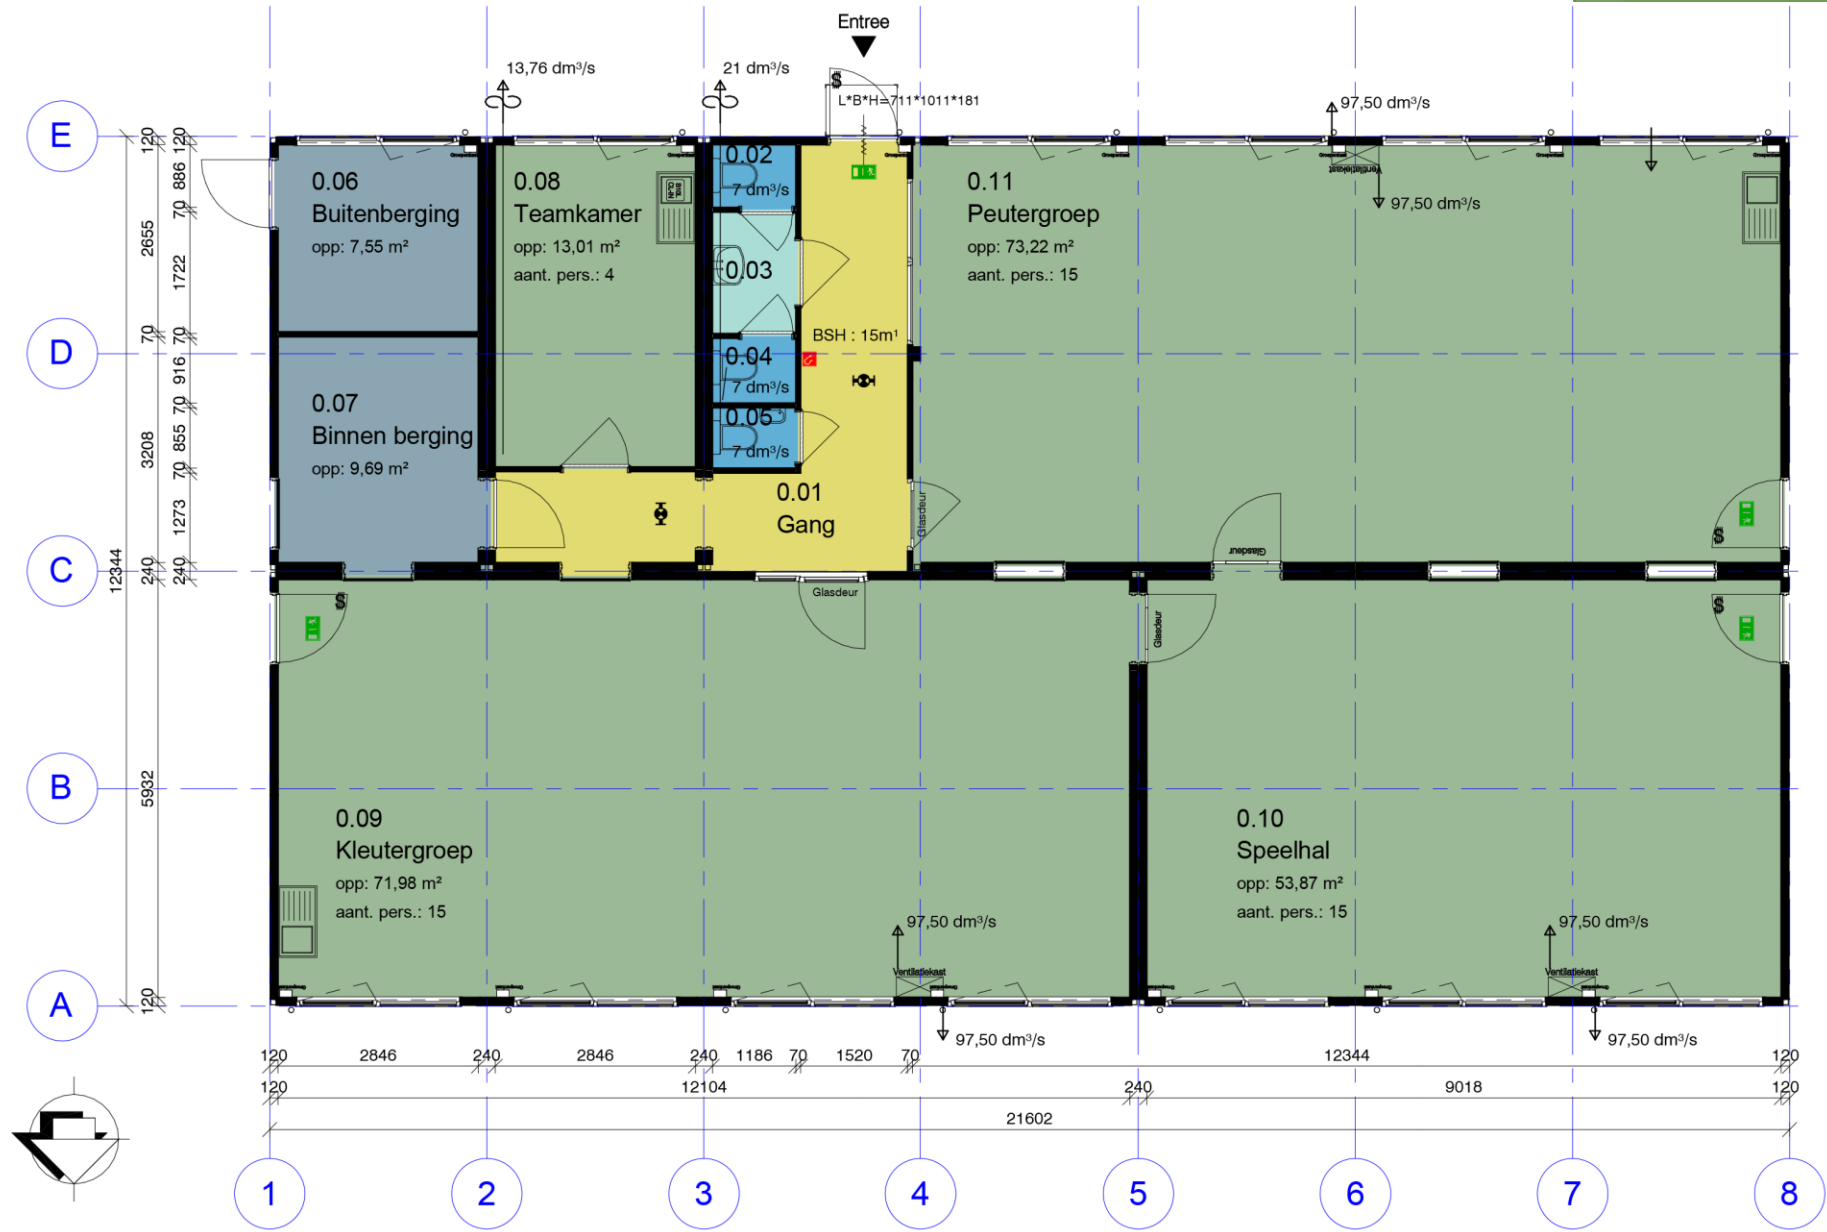 Entree
13,76 dm³/s
21 dm³/s
L*B*H=711*1011*181
97,50 dm³/s
E
0.06
Buitenberging
opp: 7,55 m²
0.08
Teamkamer
opp: 13,01 m²
aant. pers.: 4
0.02
7 dm³/s
0.03
0.11
Peutergroep
opp: 73,22 m²
aant. pers.: 15
Ventilatiekast
97,50 dm³/s
BSH : 15m¹
D
0.04
7 dm³/s
0.05
7 dm³/s
0.07
Binnen berging
opp: 9,69 m²
0.01
Gang
Glasdeur
Glasdeur
C
Glasdeur
Glasdeur
B
0.09
Kleutergroep
opp: 71,98 m²
aant. pers.: 15
0.10
Speelhal
opp: 53,87 m²
aant. pers.: 15
97,50 dm³/s
97,50 dm³/s
Ventilatiekast
Ventilatiekast
A
97,50 dm³/s
97,50 dm³/s
120
886
70
1722
70
916
70
855
70
1273
240
120
2655
70
3208
240
5932
120
12344
120 2846 240 2846 240 1186 70 1520 70 12344 120
120 12104 240 9018 120
21602
1 2 3 4 5 6 7 8